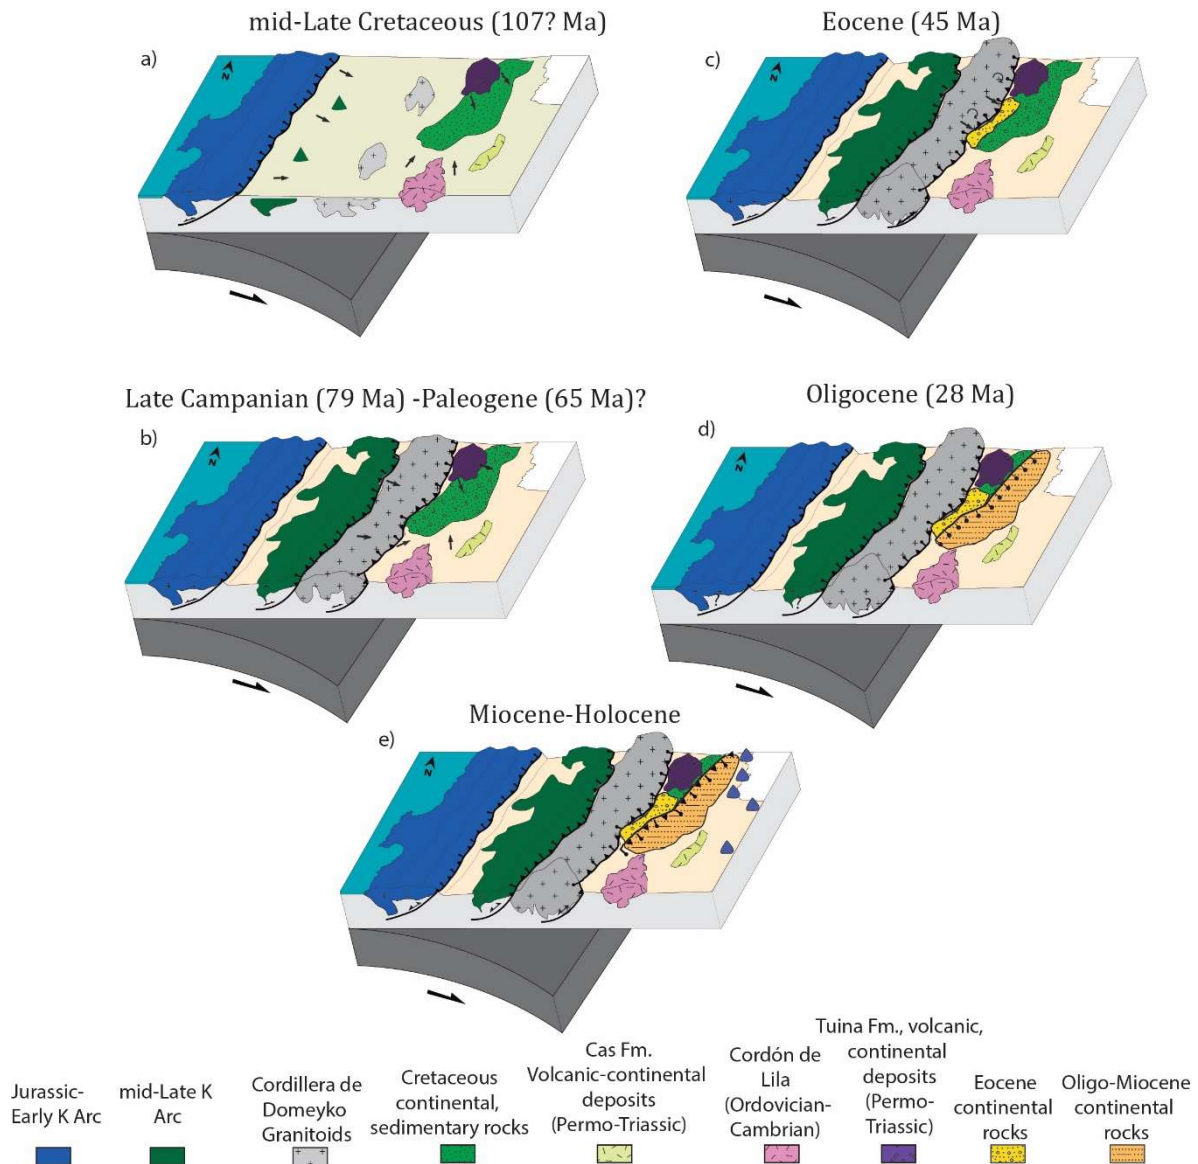 mid-Late Cretaceous (107? Ma)
a)
N
Eocene (45 Ma)
c)
N
?
?
Late Campanian (79 Ma) -Paleogene (65 Ma)?
b)
N
Oligocene (28 Ma)
d)
N
?
?
?
Miocene-Holocene
e)
N
Jurassic-
Early K Arc
mid-Late K
Arc
Cordillera de
Domeyko
Granitoids
Cretaceous
continental,
sedimentary rocks
Cas Fm.
Volcanic-continental
deposits
(Permo-Triassic)
Cordón de
Lila
(Ordovician-
Cambrian)
Tuina Fm., volcanic,
continental
deposits
(Permo-
Triassic)
Eocene
continental
rocks
Oligo-Miocene
continental
rocks